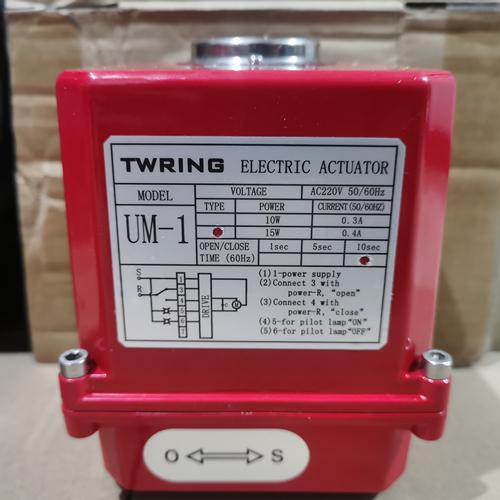 TWRING ELECTRIC ACTUATOR
MODEL
UM-1
VOLTAGE AC220V 50/60Hz
TYPE POWER CURRENT(50/60HZ)
10W 0.3A
15W 0.4A
OPEN/CLOSE TIME (60Hz) 1sec 5sec 10sec
S
R
1
2
3
4
5
6
7
DRIVE
C
M
(1) 1-power supply
(2) Connect 3 with
power-R, "open"
(3) Connect 4 with
power-R, "close"
(4) 5-for pilot lamp "ON"
(5) 6-for pilot lamp "OFF"
O S